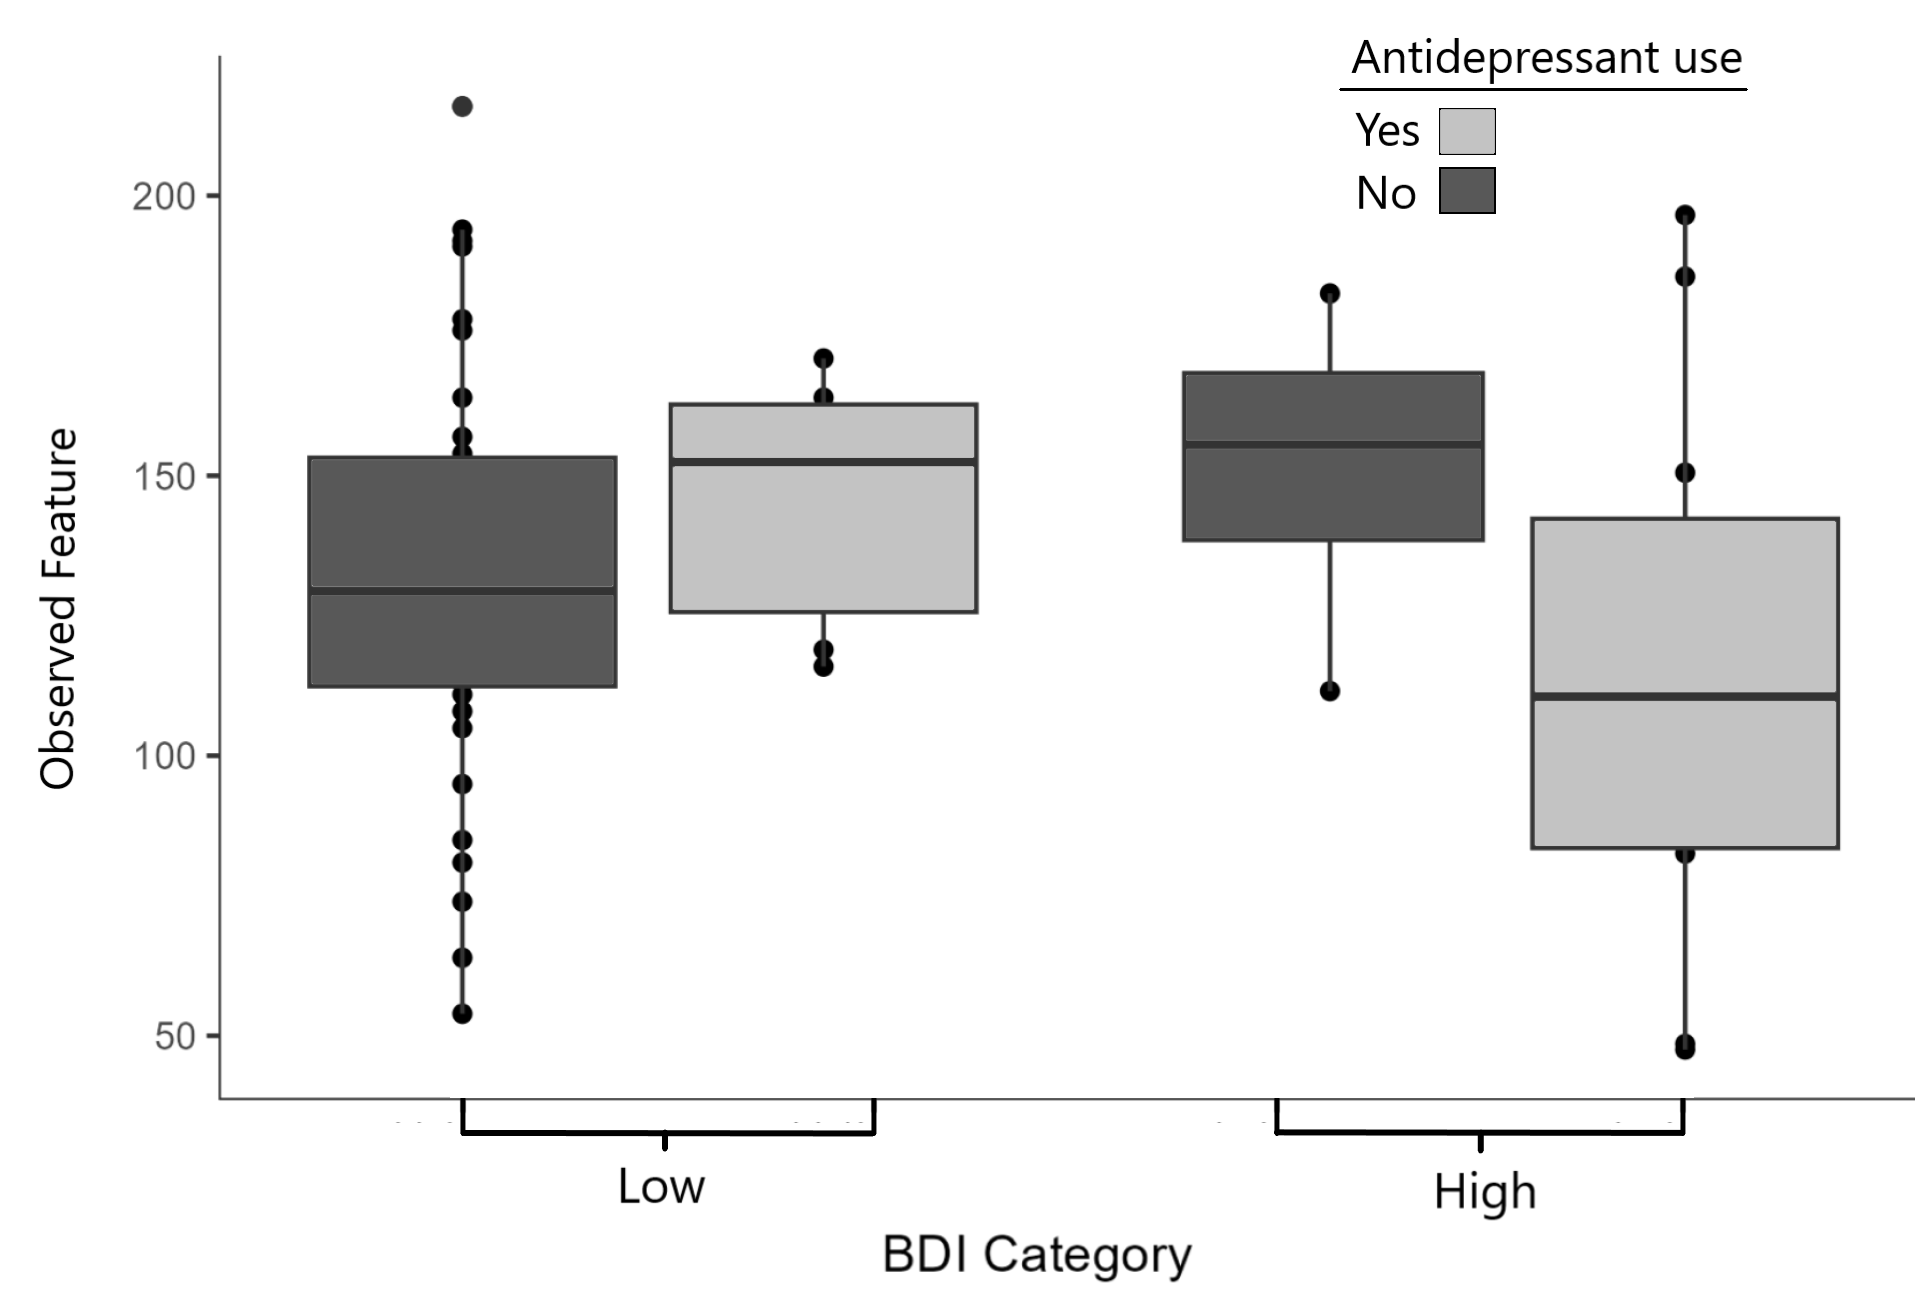 Antidepressant use
Yes
No
200
150
100
50
Observed Feature
Low
High
BDI Category